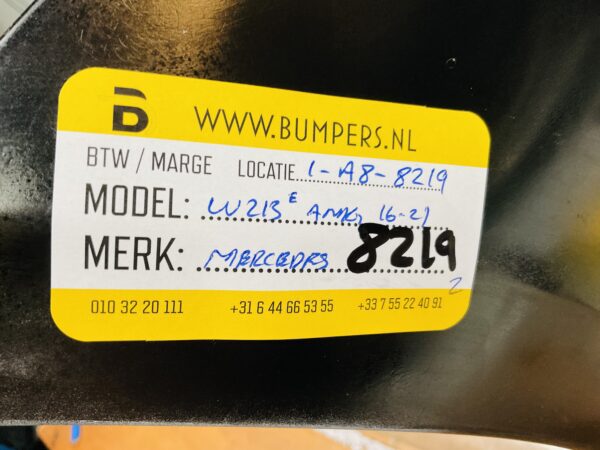 B WWW.BUMPERS.NL
BTW / MARGE LOCATIE 1-A8-8219
MODEL: W213 E AMG 16-21
MERK: MERCEDES 8219
2
010 32 20 111 +31 6 44 66 53 55 +33 7 55 22 40 91